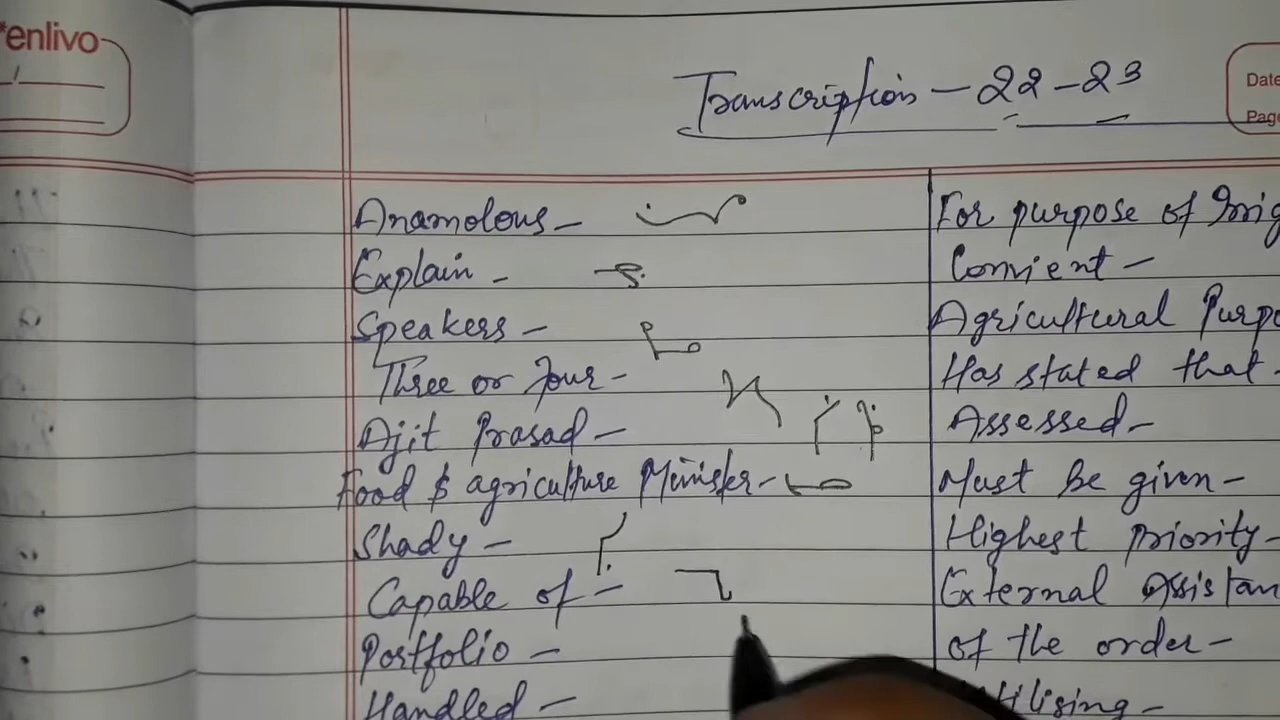 *enlivo
Transcription - 22 - 23
Date
Page
Anamolous -
Explain -
Speakers -
Three or four -
Ajit Prasad -
Food & agriculture Minister -
Shady -
Capable of -
Portfolio -
Handled -
For purpose of Irrig
Convient -
Agricultural Purpo
Has stated that -
Assessed -
Must be given -
Highest priority -
External Assistan
of the order -